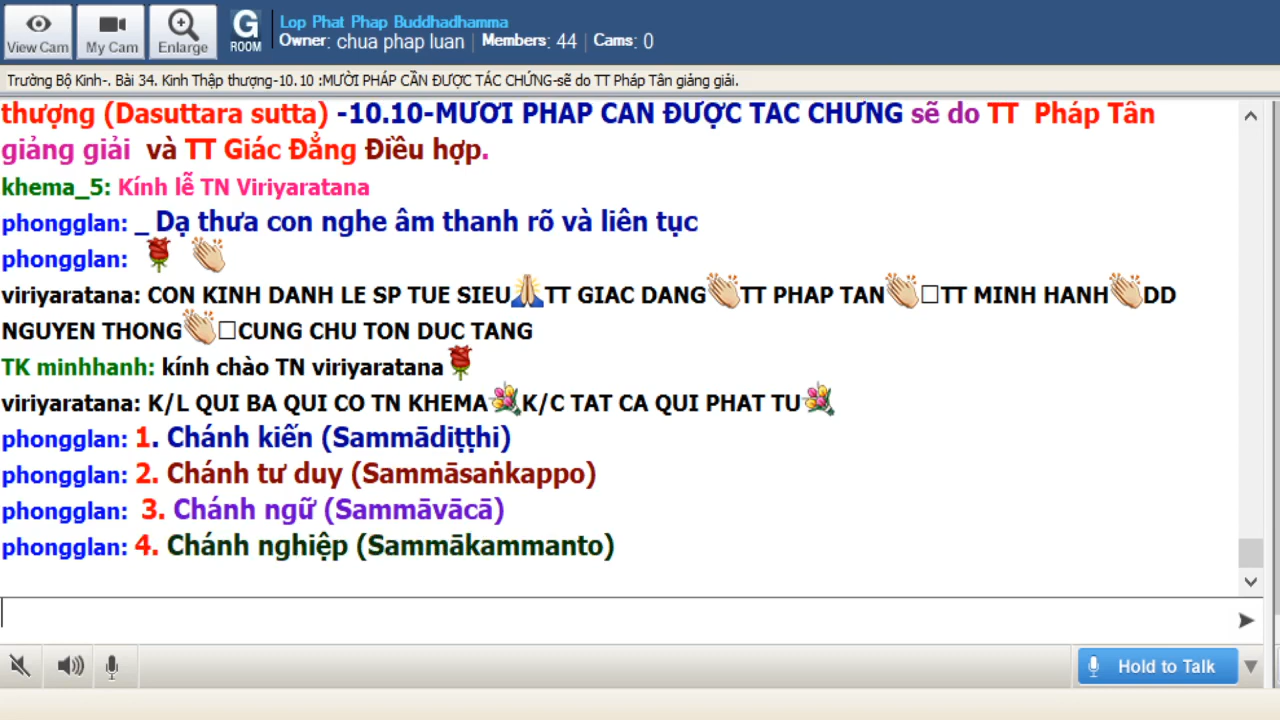 View Cam
My Cam
Enlarge
G
ROOM
Lop Phat Phap Buddhadhamma
Owner: chua phap luan | Members: 44 | Cams: 0
Trường Bộ Kinh-. Bài 34. Kinh Thập thượng-10.10 :MƯỜI PHÁP CẦN ĐƯỢC TÁC CHỨNG-sẽ do TT Pháp Tân giảng giải.
thượng (Dasuttara sutta) -10.10-MƯƠI PHAP CAN ĐƯỢC TAC CHƯNG sẽ do TT Pháp Tân
giảng giải và TT Giác Đẳng Điều hợp.
khema_5: Kính lễ TN Viriyaratana
phongglan: _ Dạ thưa con nghe âm thanh rõ và liên tục
phongglan: 🌹 👏
viriyaratana: CON KINH DANH LE SP TUE SIEU🙏TT GIAC DANG👏TT PHAP TAN👏□TT MINH HANH👏DD
NGUYEN THONG👏□CUNG CHU TON DUC TANG
TK minhhanh: kính chào TN viriyaratana🌹
viriyaratana: K/L QUI BA QUI CO TN KHEMA💐K/C TAT CA QUI PHAT TU💐
phongglan: 1. Chánh kiến (Sammādiṭṭhi)
phongglan: 2. Chánh tư duy (Sammāsaṅkappo)
phongglan: 3. Chánh ngữ (Sammāvācā)
phongglan: 4. Chánh nghiệp (Sammākammanto)
Hold to Talk